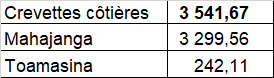 Crevettes côtières 3 541,67
Mahajanga 3 299,56
Toamasina 242,11